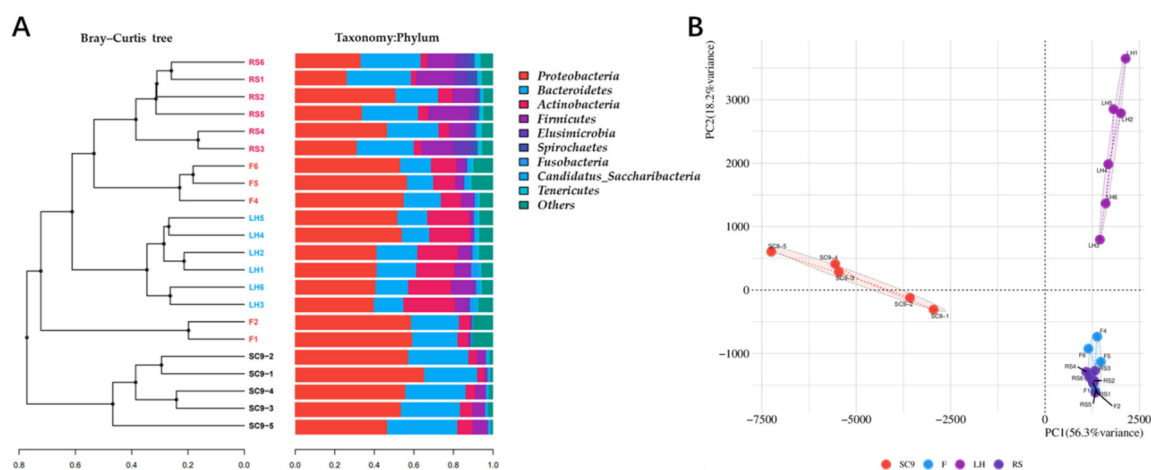 A
Bray–Curtis tree
Taxonomy:Phylum
RS6
RS1
RS2
RS5
RS4
RS3
F6
F5
F4
LH5
LH4
LH2
LH1
LH6
LH3
F2
F1
SC9-2
SC9-1
SC9-4
SC9-3
SC9-5
0.8 0.6 0.4 0.2 0.0
0.0 0.2 0.4 0.6 0.8 1.0
Proteobacteria
Bacteroidetes
Actinobacteria
Firmicutes
Elusimicrobia
Spirochaetes
Fusobacteria
Candidatus_Saccharibacteria
Tenericutes
Others
B
PC2(18.2%variance)
3000
2000
1000
0
−1000
LH1
LH5
LH2
LH4
LH6
LH3
SC9−5
SC9−4
SC9−3
SC9−2
SC9−1
F4
F6
F5
RS4
RS3
RS6
RS2
F1
RS1
RS5
F2
−7500 −5000 −2500 0 1250 2500
PC1(56.3%variance)
SC9 F LH RS